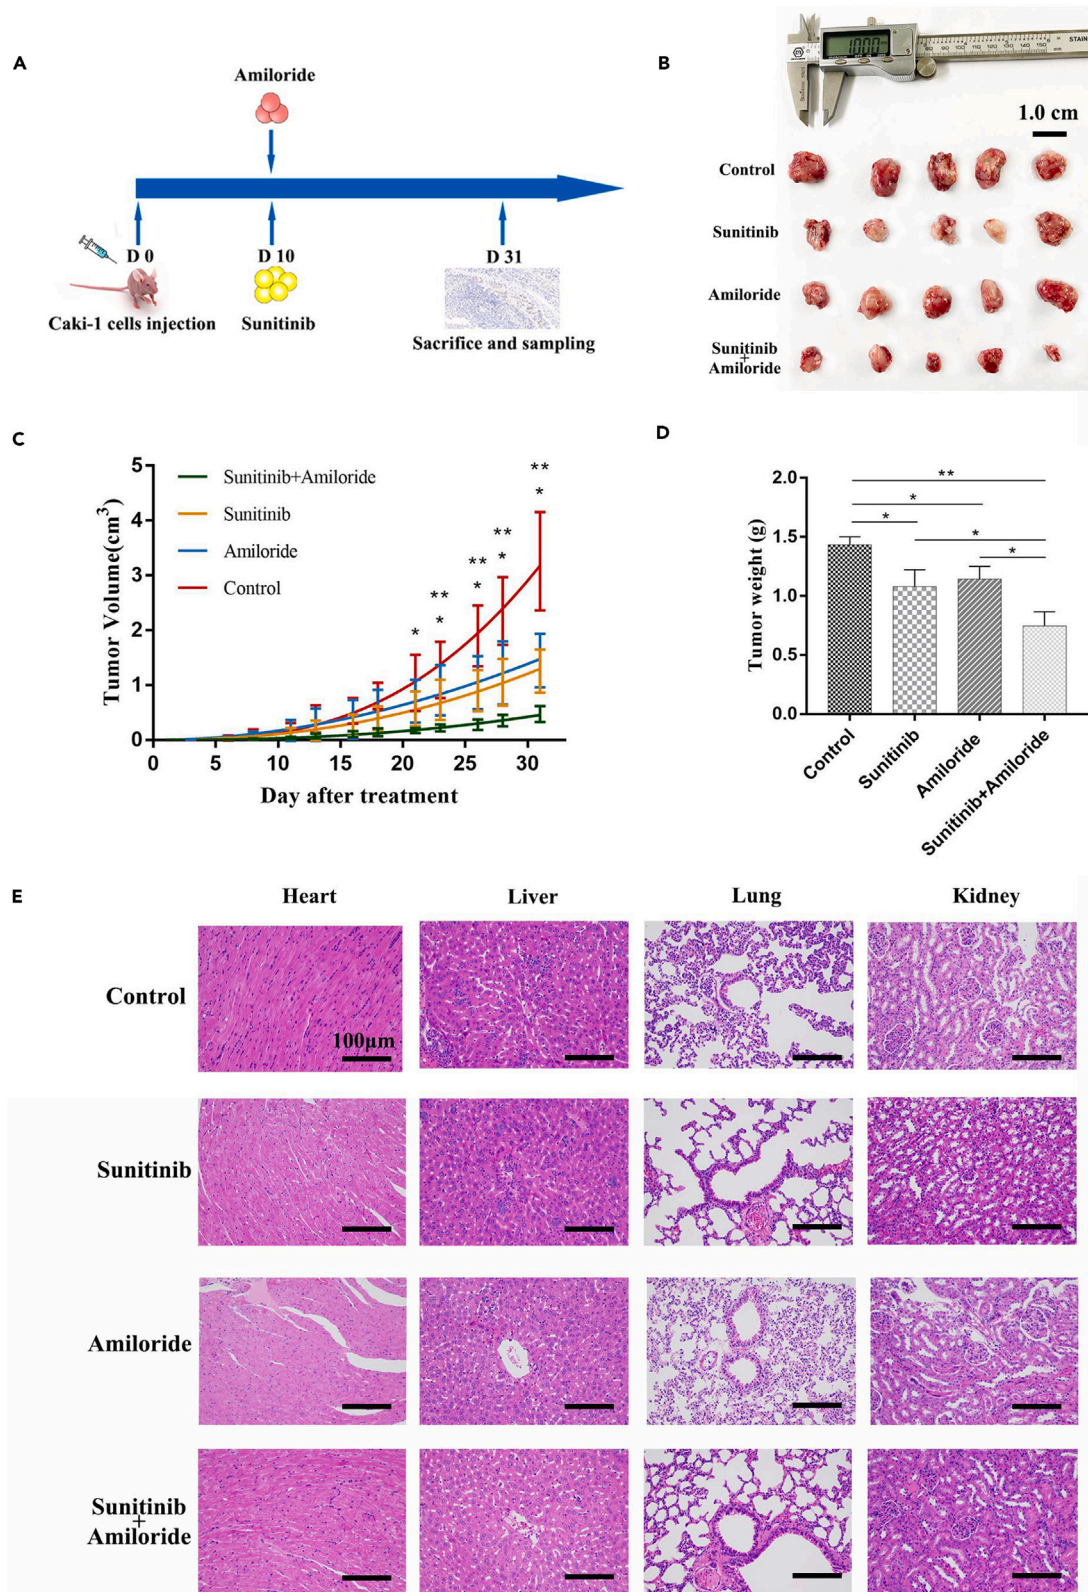 A
Amiloride
D 0
D 10
D 31
Caki-1 cells injection
Sunitinib
Sacrifice and sampling
B
STAIN
1.0 cm
Control
Sunitinib
Amiloride
Sunitinib
+
Amiloride
C
Tumor Volume(cm³)
5
4
3
2
1
0
Sunitinib+Amiloride
Sunitinib
Amiloride
Control
*
**
*
**
*
**
*
**
*
0 5 10 15 20 25 30
Day after treatment
D
Tumor weight (g)
2.0
1.5
1.0
0.5
0.0
**
*
*
*
*
Control
Sunitinib
Amiloride
Sunitinib+Amiloride
E
Heart Liver Lung Kidney
Control
100μm
Sunitinib
Amiloride
Sunitinib
+
Amiloride